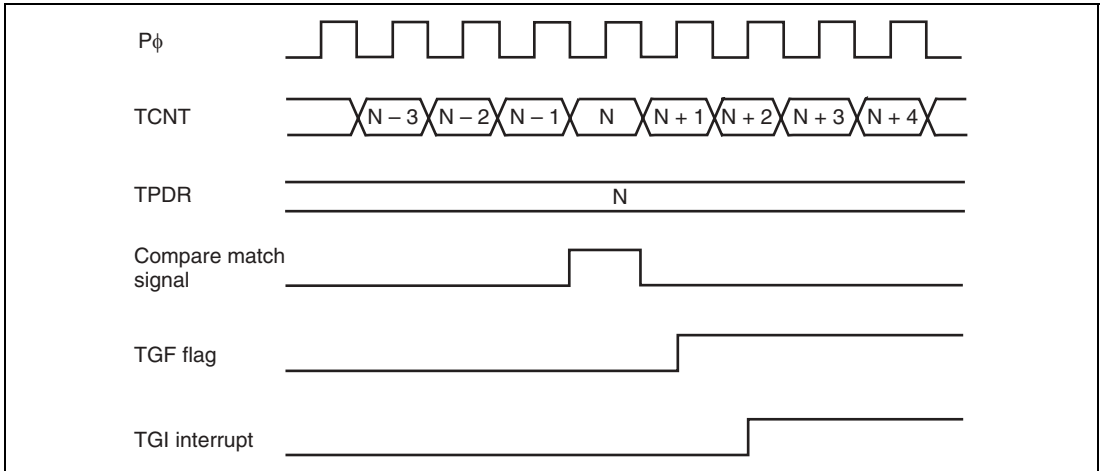 Pϕ
TCNT
N – 3 N – 2 N – 1 N N + 1 N + 2 N + 3 N + 4
TPDR
N
Compare match
signal
TGF flag
TGI interrupt